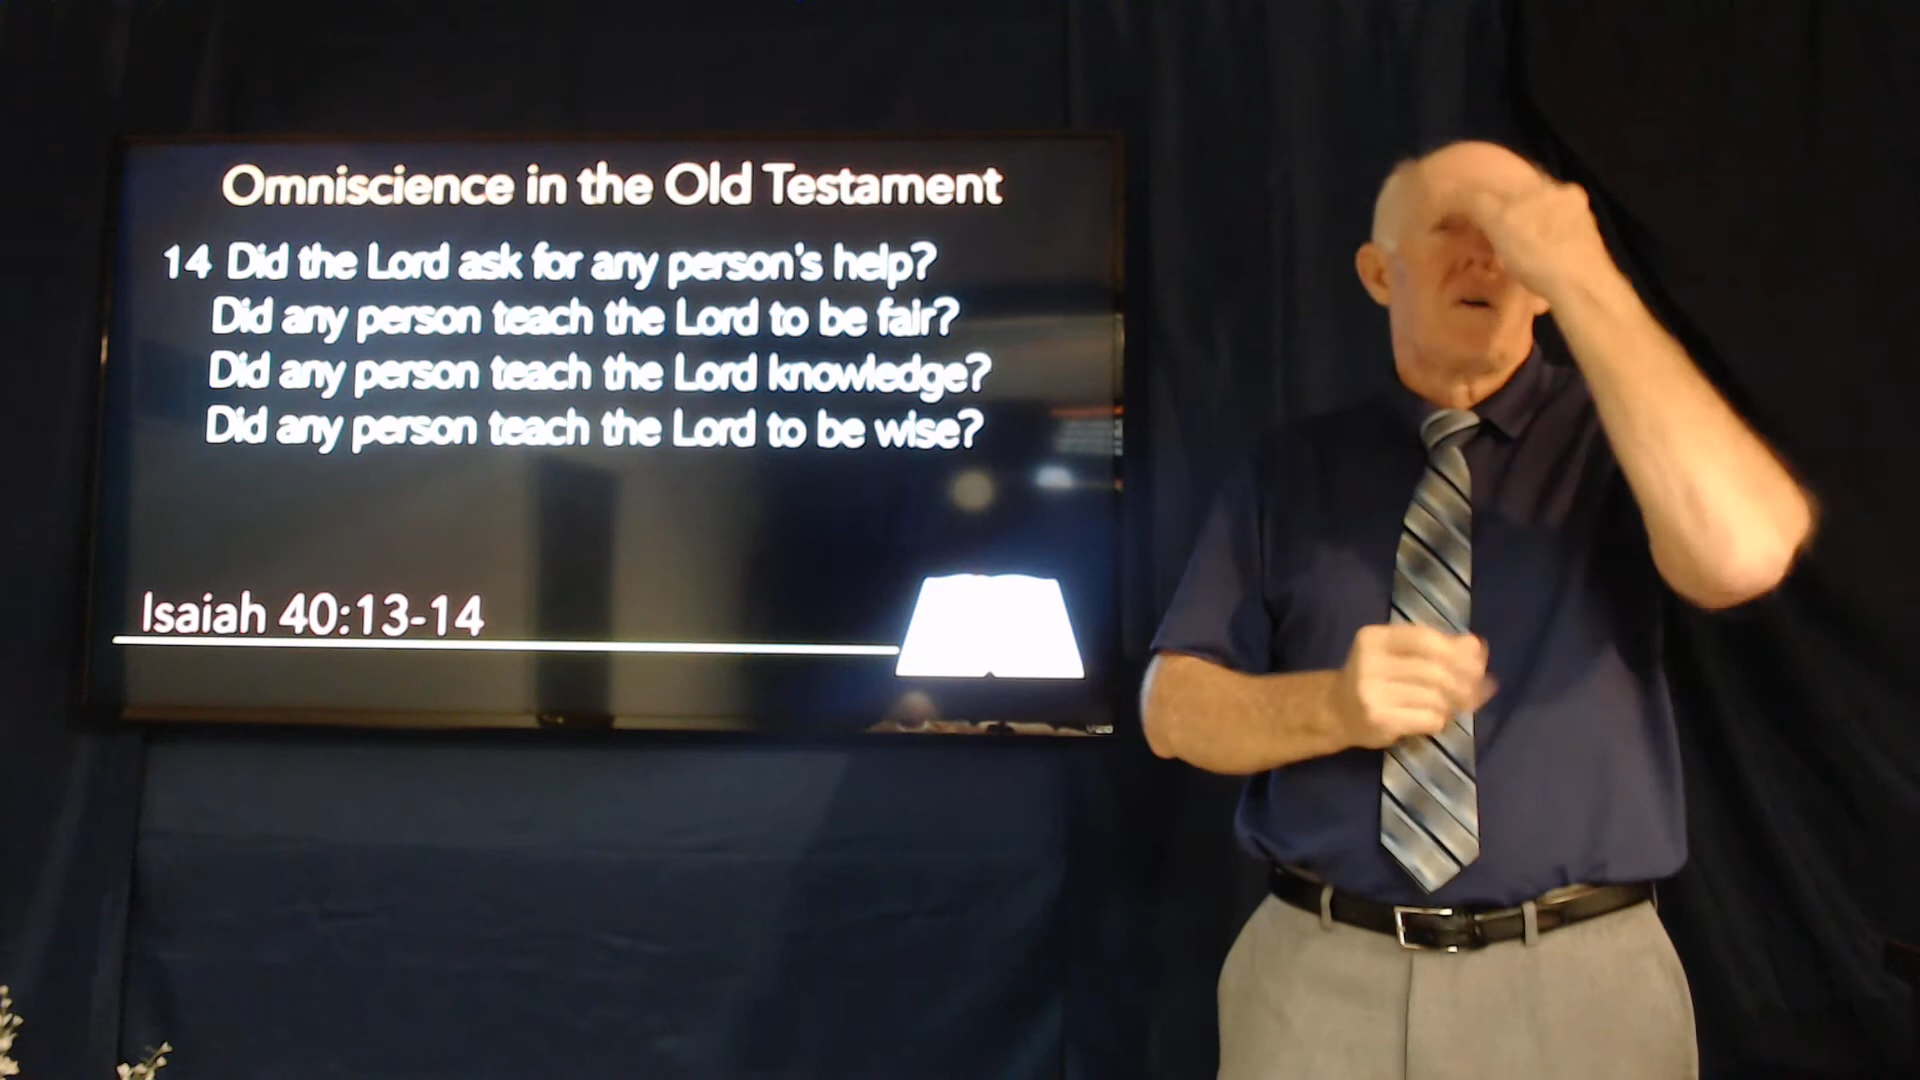 Omniscience in the Old Testament
14 Did the Lord ask for any person's help?
Did any person teach the Lord to be fair?
Did any person teach the Lord knowledge?
Did any person teach the Lord to be wise?
Isaiah 40:13-14